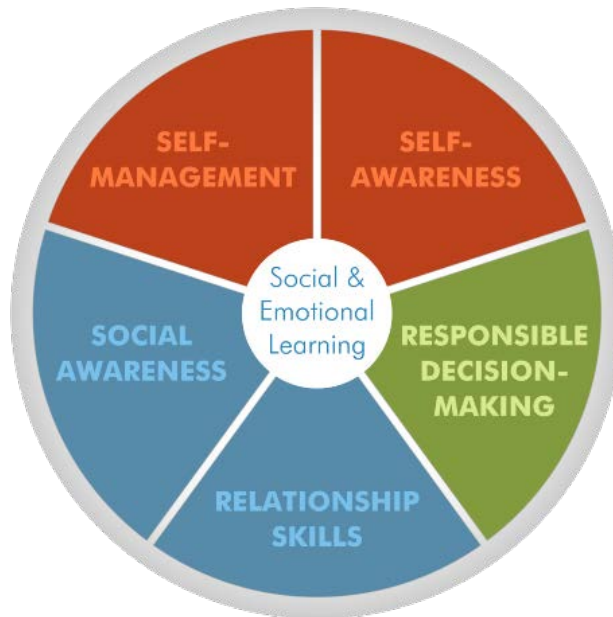 SELF-
MANAGEMENT
SELF-
AWARENESS
Social &
Emotional
Learning
SOCIAL
AWARENESS
RESPONSIBLE
DECISION-
MAKING
RELATIONSHIP
SKILLS